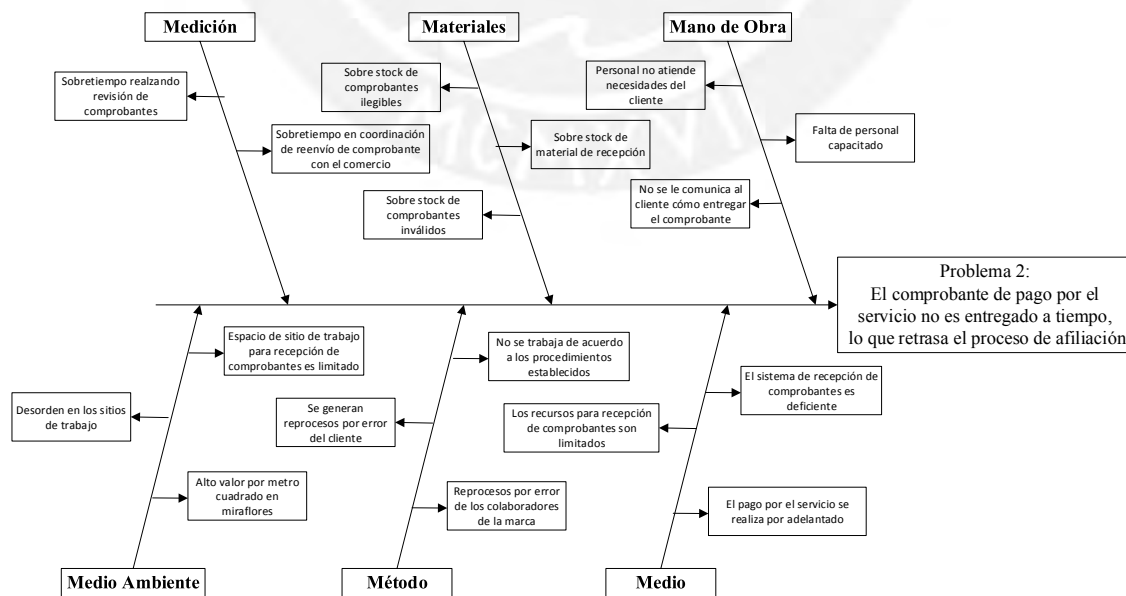 Medición
Materiales
Mano de Obra
Sobretiempo realzando
revisión de
comprobantes
Sobretiempo en coordinación
de reenvío de comprobante
con el comercio
Sobre stock de
comprobantes
ilegibles
Sobre stock de
material de recepción
Sobre stock de
comprobantes
inválidos
Personal no atiende
necesidades del
cliente
Falta de personal
capacitado
No se le comunica al
cliente cómo entregar
el comprobante
Problema 2:
El comprobante de pago por el
servicio no es entregado a tiempo,
lo que retrasa el proceso de afiliación
Espacio de sitio de trabajo
para recepción de
comprobantes es limitado
Desorden en los sitios
de trabajo
Alto valor por metro
cuadrado en
miraflores
No se trabaja de acuerdo
a los procedimientos
establecidos
Se generan
reprocesos por error
del cliente
Reprocesos por error
de los colaboradores
de la marca
El sistema de recepción de
comprobantes es
deficiente
Los recursos para recepción
de comprobantes son
limitados
El pago por el servicio se
realiza por adelantado
Medio Ambiente
Método
Medio